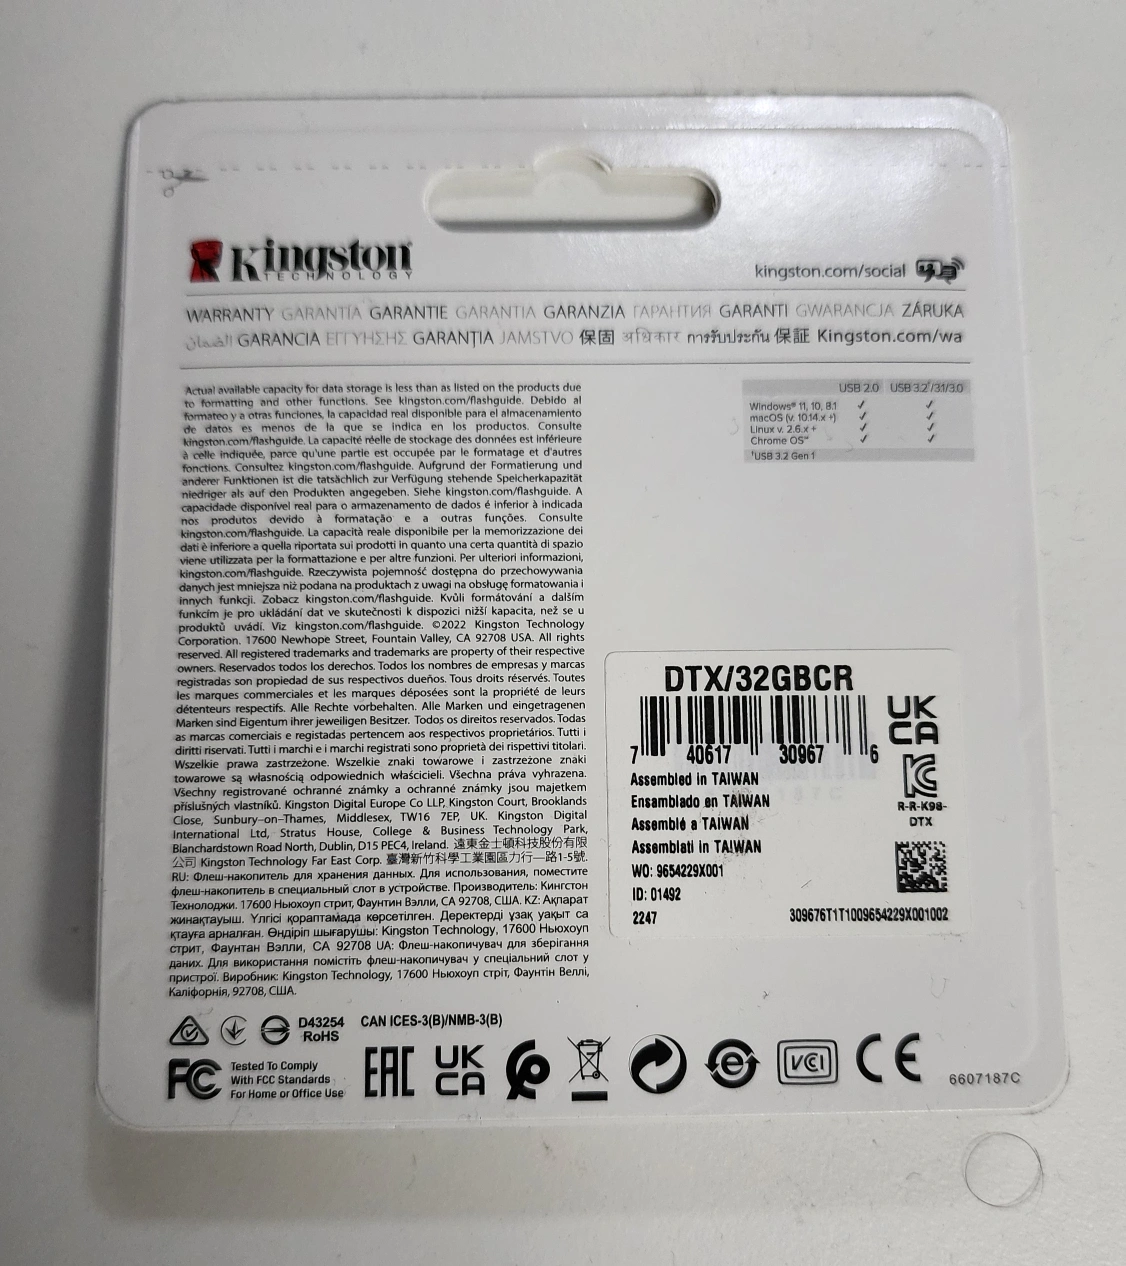 Kingston
TECHNOLOGY
kingston.com/social
WARRANTY GARANTIA GARANTIE GARANTIA GARANZIA ГАРАНТИЯ GARANTI GWARANCJA ZÁRUKA
الضمان GARANCIA ΕΓΓΥΗΣΗΣ GARANȚIA JAMSTVO 保固 अधिकार การรับประกัน 保証 Kingston.com/wa
Actual available capacity for data storage is less than as listed on the products due
to formatting and other functions. See kingston.com/flashguide. Debido al
formateo y a otras funciones, la capacidad real disponible para el almacenamiento
de datos es menos de la que se indica en los productos. Consulte
kingston.com/flashguide. La capacité réelle de stockage des données est inférieure
à celle indiquée, parce qu'une partie est occupée par le formatage et d'autres
fonctions. Consultez kingston.com/flashguide. Aufgrund der Formatierung und
anderer Funktionen ist die tatsächlich zur Verfügung stehende Speicherkapazität
niedriger als auf den Produkten angegeben. Siehe kingston.com/flashguide. A
capacidade disponível real para o armazenamento de dados é inferior à indicada
nos produtos devido à formatação e a outras funções. Consulte
kingston.com/flashguide. La capacità reale disponibile per la memorizzazione dei
dati è inferiore a quella riportata sui prodotti in quanto una certa quantità di spazio
viene utilizzata per la formattazione e per altre funzioni. Per ulteriori informazioni,
kingston.com/flashguide. Rzeczywista pojemność dostępna do przechowywania
danych jest mniejsza niż podana na produktach z uwagi na obsługę formatowania i
innych funkcji. Zobacz kingston.com/flashguide. Kvůli formátování a dalším
funkcím je pro ukládání dat ve skutečnosti k dispozici nižší kapacita, než se u
produktů uvádí. Viz kingston.com/flashguide. ©2022 Kingston Technology
Corporation. 17600 Newhope Street, Fountain Valley, CA 92708 USA. All rights
reserved. All registered trademarks and trademarks are property of their respective
owners. Reservados todos los derechos. Todos los nombres de empresas y marcas
registradas son propiedad de sus respectivos dueños. Tous droits réservés. Toutes
les marques commerciales et les marques déposées sont la propriété de leurs
détenteurs respectifs. Alle Rechte vorbehalten. Alle Marken und eingetragenen
Marken sind Eigentum ihrer jeweiligen Besitzer. Todos os direitos reservados. Todas
as marcas comerciais e registadas pertencem aos respectivos proprietários. Tutti i
diritti riservati. Tutti i marchi e i marchi registrati sono proprietà dei rispettivi titolari.
Wszelkie prawa zastrzeżone. Wszelkie znaki towarowe i zastrzeżone znaki
towarowe są własnością odpowiednich właścicieli. Všechna práva vyhrazena.
Všechny registrované ochranné známky a ochranné známky jsou majetkem
příslušných vlastníků. Kingston Digital Europe Co LLP, Kingston Court, Brooklands
Close, Sunbury-on-Thames, Middlesex, TW16 7EP, UK. Kingston Digital
International Ltd, Stratus House, College & Business Technology Park,
Blanchardstown Road North, Dublin, D15 PEC4, Ireland. 遠東金士頓科技股份有限
公司 Kingston Technology Far East Corp. 臺灣新竹科學工業園區力行一路1-5號.
RU: Флеш-накопитель для хранения данных. Для использования, поместите
флеш-накопитель в специальный слот в устройстве. Производитель: Кингстон
Технолоджи. 17600 Ньюхоуп Стрит, Фаунтин Вэлли, CA 92708, США. KZ: Ақпарат
жинақтауыш. Үлгісі қораптамада көрсетілген. Деректерді ұзақ уақыт са
қтауға арналған. Өндіріп шығарушы: Kingston Technology, 17600 Ньюхоуп
стрит, Фаунтан Вэлли, CA 92708 UA: Флеш-накопичувач для зберігання
даних. Для використання помістіть флеш-накопичувач у спеціальний слот у
пристрої. Виробник: Kingston Technology, 17600 Ньюхоуп стріт, Фаунтін Веллі,
Каліфорнія, 92708, США.
USB 2.0 USB 3.2¹/3.1/3.0
Windows® 11, 10, 8.1 ✓ ✓
macOS (v. 10.14.x +) ✓ ✓
Linux v. 2.6.x + ✓ ✓
Chrome OS™ ✓ ✓
¹USB 3.2 Gen 1
DTX/32GBCR
7 40617 30967 6
UK
CA
Assembled in TAIWAN
Ensamblado en TAIWAN
Assemblé a TAIWAN
Assemblati in TAIWAN
WO: 9654229X001
ID: 01492
2247
R-R-K98-
DTX
309676T1T1009654229X001002
D43254
RoHS
CAN ICES-3(B)/NMB-3(B)
FC
Tested To Comply
With FCC Standards
For Home or Office Use
EAC
UK
CA
VCI
CE
6607187C